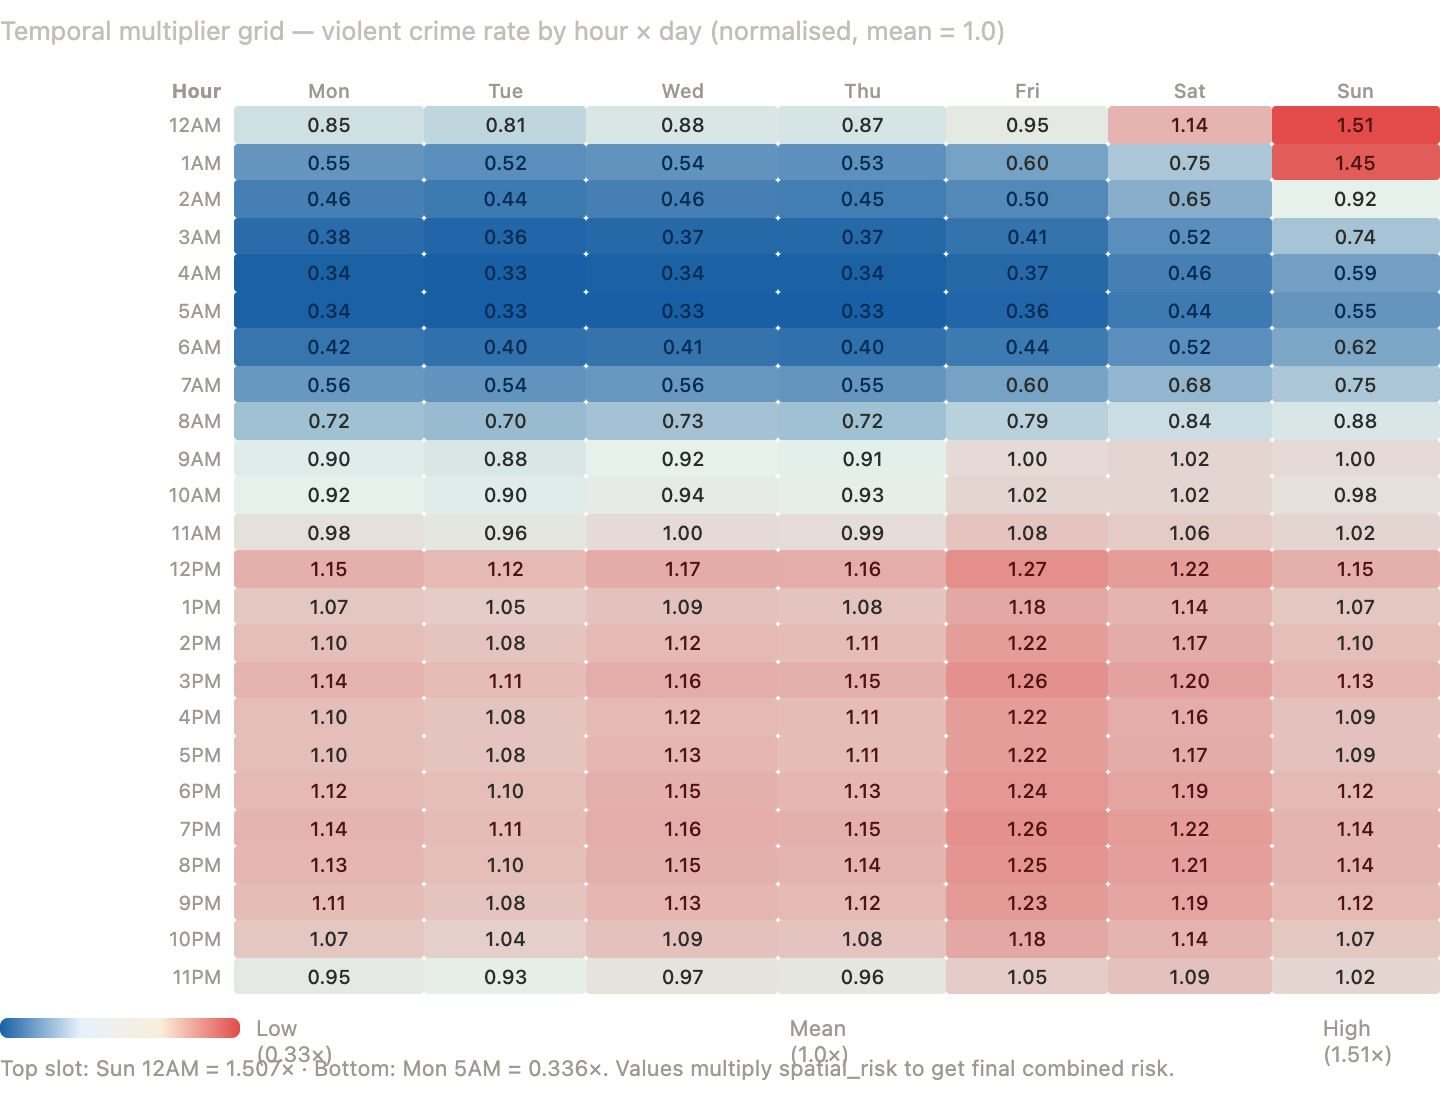 Temporal multiplier grid — violent crime rate by hour × day (normalised, mean = 1.0)
Hour Mon Tue Wed Thu Fri Sat Sun
12AM 0.85 0.81 0.88 0.87 0.95 1.14 1.51
1AM 0.55 0.52 0.54 0.53 0.60 0.75 1.45
2AM 0.46 0.44 0.46 0.45 0.50 0.65 0.92
3AM 0.38 0.36 0.37 0.37 0.41 0.52 0.74
4AM 0.34 0.33 0.34 0.34 0.37 0.46 0.59
5AM 0.34 0.33 0.33 0.33 0.36 0.44 0.55
6AM 0.42 0.40 0.41 0.40 0.44 0.52 0.62
7AM 0.56 0.54 0.56 0.55 0.60 0.68 0.75
8AM 0.72 0.70 0.73 0.72 0.79 0.84 0.88
9AM 0.90 0.88 0.92 0.91 1.00 1.02 1.00
10AM 0.92 0.90 0.94 0.93 1.02 1.02 0.98
11AM 0.98 0.96 1.00 0.99 1.08 1.06 1.02
12PM 1.15 1.12 1.17 1.16 1.27 1.22 1.15
1PM 1.07 1.05 1.09 1.08 1.18 1.14 1.07
2PM 1.10 1.08 1.12 1.11 1.22 1.17 1.10
3PM 1.14 1.11 1.16 1.15 1.26 1.20 1.13
4PM 1.10 1.08 1.12 1.11 1.22 1.16 1.09
5PM 1.10 1.08 1.13 1.11 1.22 1.17 1.09
6PM 1.12 1.10 1.15 1.13 1.24 1.19 1.12
7PM 1.14 1.11 1.16 1.15 1.26 1.22 1.14
8PM 1.13 1.10 1.15 1.14 1.25 1.21 1.14
9PM 1.11 1.08 1.13 1.12 1.23 1.19 1.12
10PM 1.07 1.04 1.09 1.08 1.18 1.14 1.07
11PM 0.95 0.93 0.97 0.96 1.05 1.09 1.02
Low Mean High
(0.33×) (1.0×) (1.51×)
Top slot: Sun 12AM = 1.507× · Bottom: Mon 5AM = 0.336×. Values multiply spatial_risk to get final combined risk.